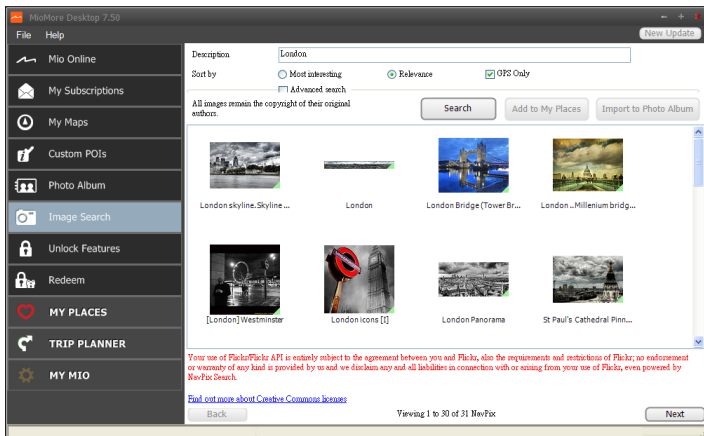 MioMore Desktop 7.50
File Help
New Update
Mio Online
My Subscriptions
My Maps
Custom POIs
Photo Album
Image Search
Unlock Features
Redeem
MY PLACES
TRIP PLANNER
MY MIO
Description London
Sort by Most interesting Relevance GPS Only
Advanced search
All images remain the copyright of their original
authors.
Search Add to My Places Import to Photo Album
London skyline.Skyline ... London London Bridge (Tower Br... London ..Millenium bridg...
[London] Westminster London icons [I] London Panorama St Paul's Cathedral Pinn...
Your use of Flickr/Flickr API is entirely subject to the agreement between you and Flickr, also the requirements and restrictions of Flickr; no endorsement
or warranty of any kind is provided by us and we disclaim any and all liabilities in connection with or arising from your use of Flickr, even powered by
NavPix Search.
Find out more about Creative Commons licenses
Back Viewing 1 to 30 of 31 NavPix Next